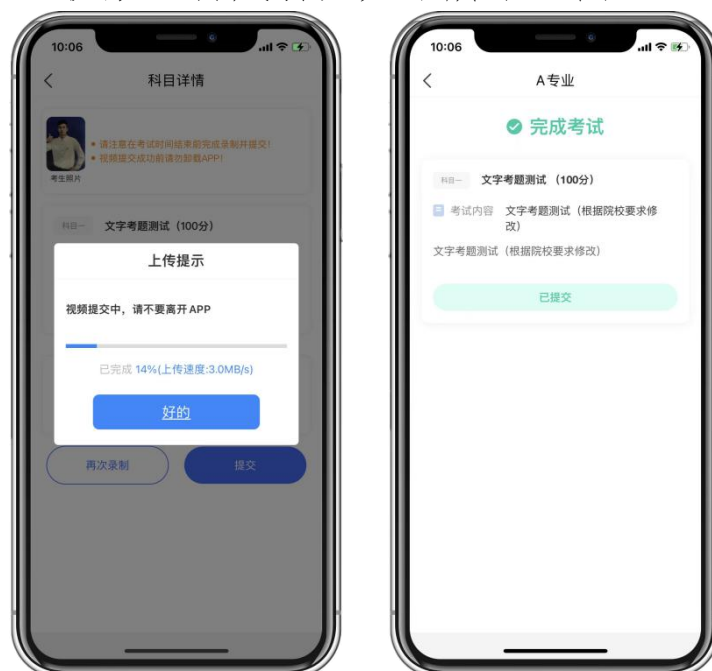 10:06
科目详情
• 请注意在考试时间结束前完成录制并提交!
• 视频提交成功前请勿卸载APP!
考生照片
科目一 文字考题测试（100分）
上传提示
视频提交中，请不要离开 APP
已完成 14%(上传速度:3.0MB/s)
好的
再次录制
提交
10:06
A专业
完成考试
科目一 文字考题测试（100分）
考试内容 文字考题测试（根据院校要求修
改）
文字考题测试（根据院校要求修改）
已提交